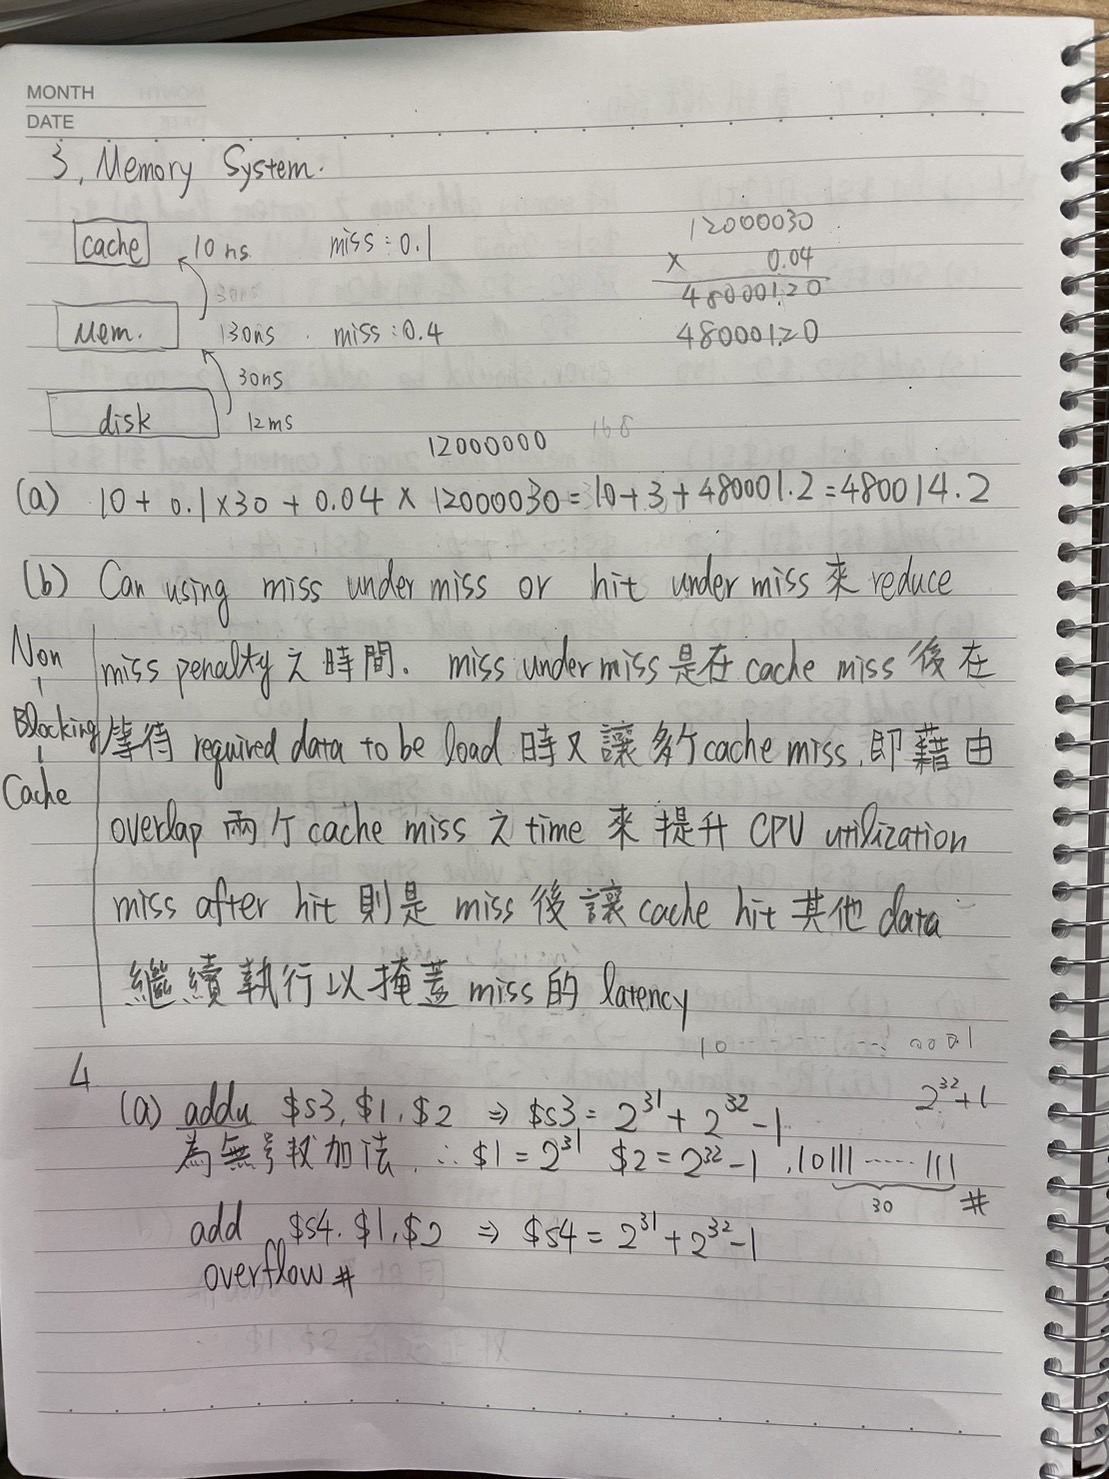 MONTH
DATE
3, Memory System.
cache 10 ns miss : 0.1
30ns
Mem. 130ns . miss : 0.4
30ns
disk 12ms
12000030
× 0.04
48000120
480001.20
12000000 168
(a) 10 + 0.1×30 + 0.04 × 12000030 = 10+3+480001.2 = 480014.2
(b) Can using miss under miss or hit under miss 來 reduce
Non-Blocking-Cache
miss penalty 之時間. miss under miss 是在 cache miss 後在
等待 required data to be load 時又讓多个 cache miss, 即藉由
overlap 兩个 cache miss 之 time 來提升 CPU utilization
miss after hit 則是 miss 後讓 cache hit 其他 data
繼續執行以掩蓋 miss 的 latency
10 ...... 0001
2^32+1
4
(a) addu $s3, $1, $2 ⇒ $s3 = 2^31 + 2^32 - 1
為無号数加法, ∴ $1 = 2^31 $2 = 2^32 - 1 , 10111 ...... 111
30 #
add $s4. $1, $2 ⇒ $s4 = 2^31 + 2^32 - 1
overflow #